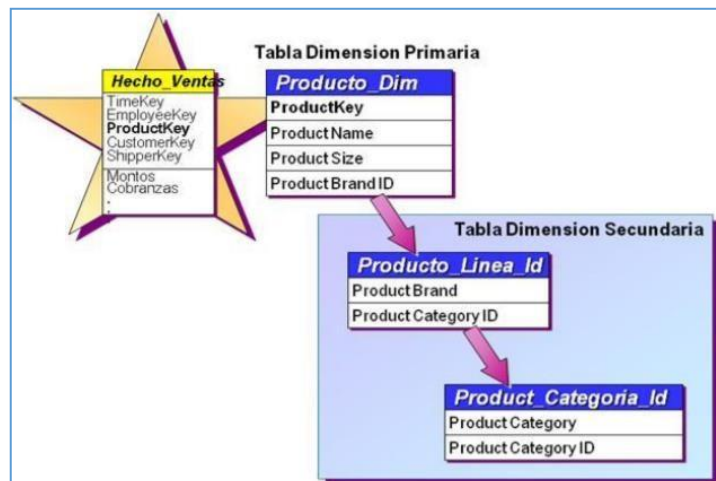 Tabla Dimension Primaria
Hecho_Ventas
TimeKey
EmployeeKey
ProductKey
CustomerKey
ShipperKey
Montos
Cobranzas
:
Producto_Dim
ProductKey
Product Name
Product Size
Product Brand ID
Tabla Dimension Secundaria
Producto_Linea_Id
Product Brand
Product Category ID
Product_Categoria_Id
Product Category
Product Category ID